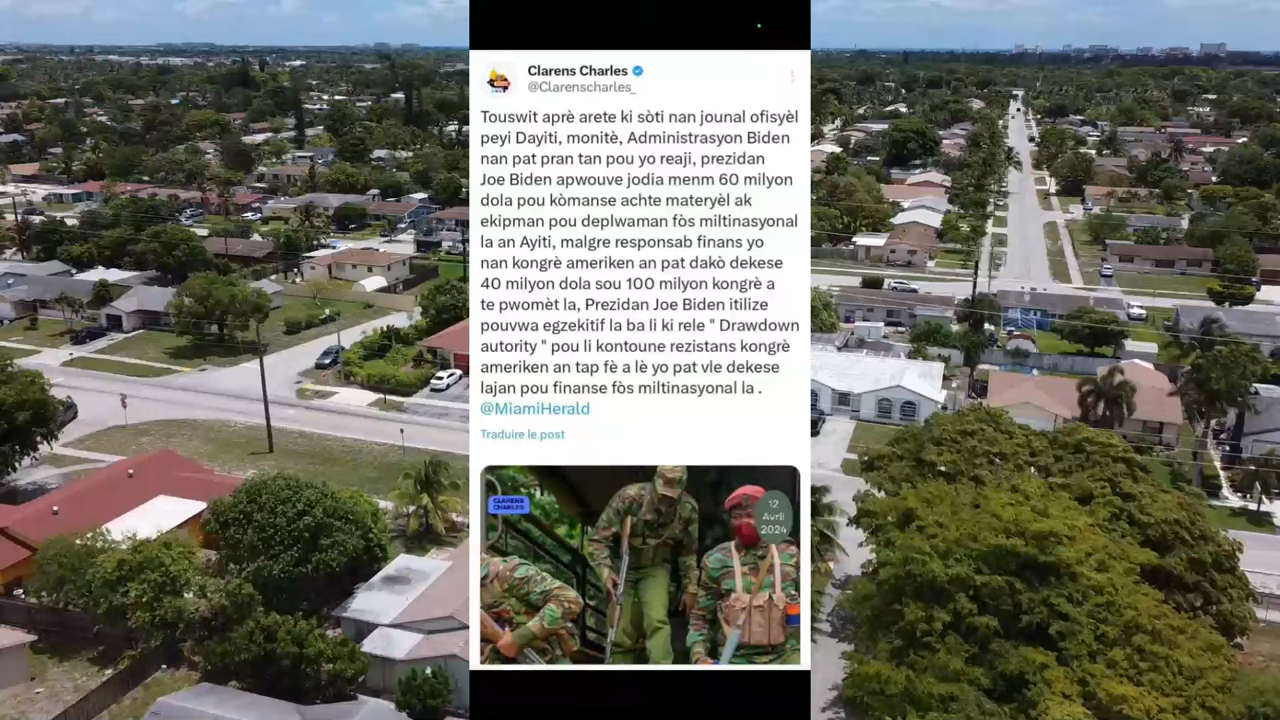 Clarens Charles
@Clarenscharles_
Touswit aprè arete ki sòti nan jounal ofisyèl
peyi Dayiti, monitè, Administrasyon Biden
nan pat pran tan pou yo reaji, prezidan
Joe Biden apwouve jodia menm 60 milyon
dola pou kòmanse achte materyèl ak
ekipman pou deplwaman fòs miltinasyonal
la an Ayiti, malgre responsab finans yo
nan kongrè ameriken an pat dakò dekese
40 milyon dola sou 100 milyon kongrè a
te pwomèt la, Prezidan Joe Biden itilize
pouvwa egzekitif la ba li ki rele " Drawdown
autority " pou li kontoune rezistans kongrè
ameriken an tap fè a lè yo pat vle dekese
lajan pou finanse fòs miltinasyonal la .
@MiamiHerald
Traduire le post
CLARENS
CHARLES
12
Avril
2024